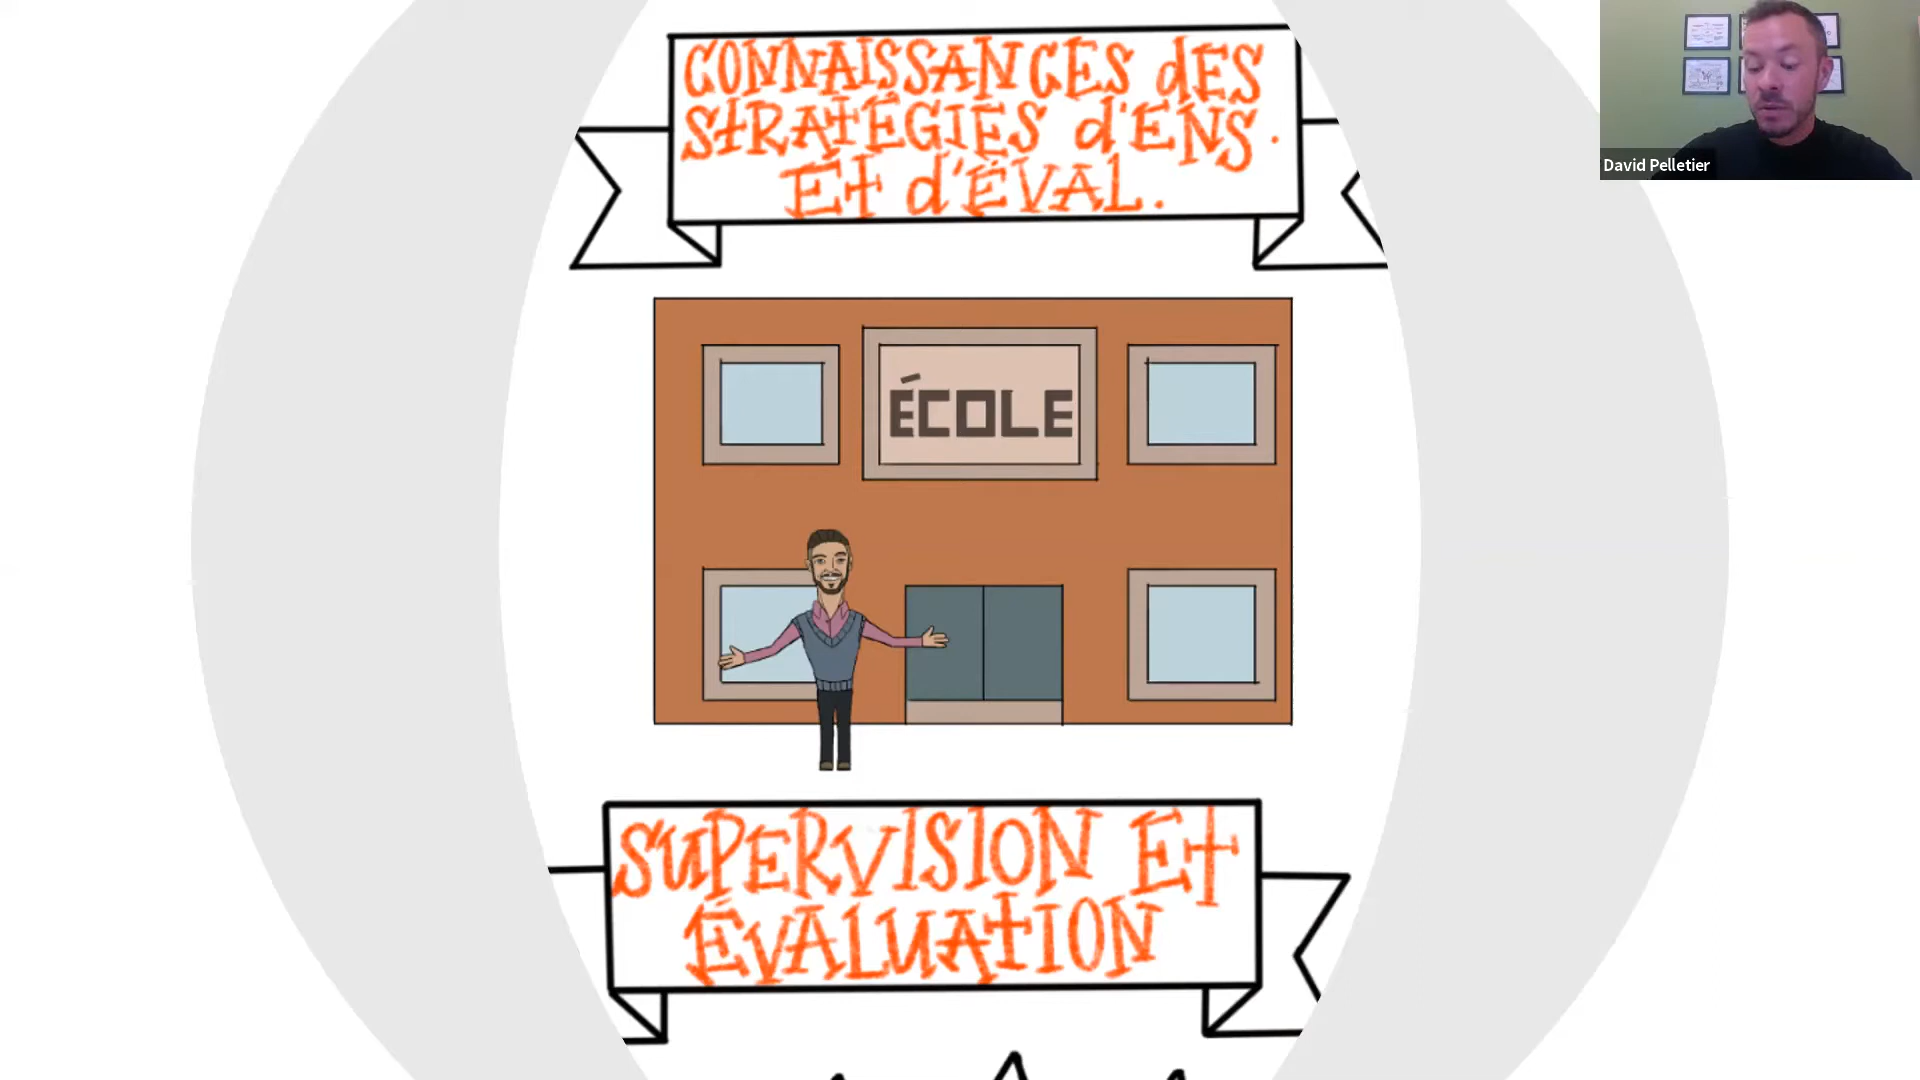 CONNAISSANCES dES
STRATÉGIES d'ENS.
Et d'ÉVAL.
David Pelletier
ÉCOLE
SUPERVISION Et
ÉVALUATION